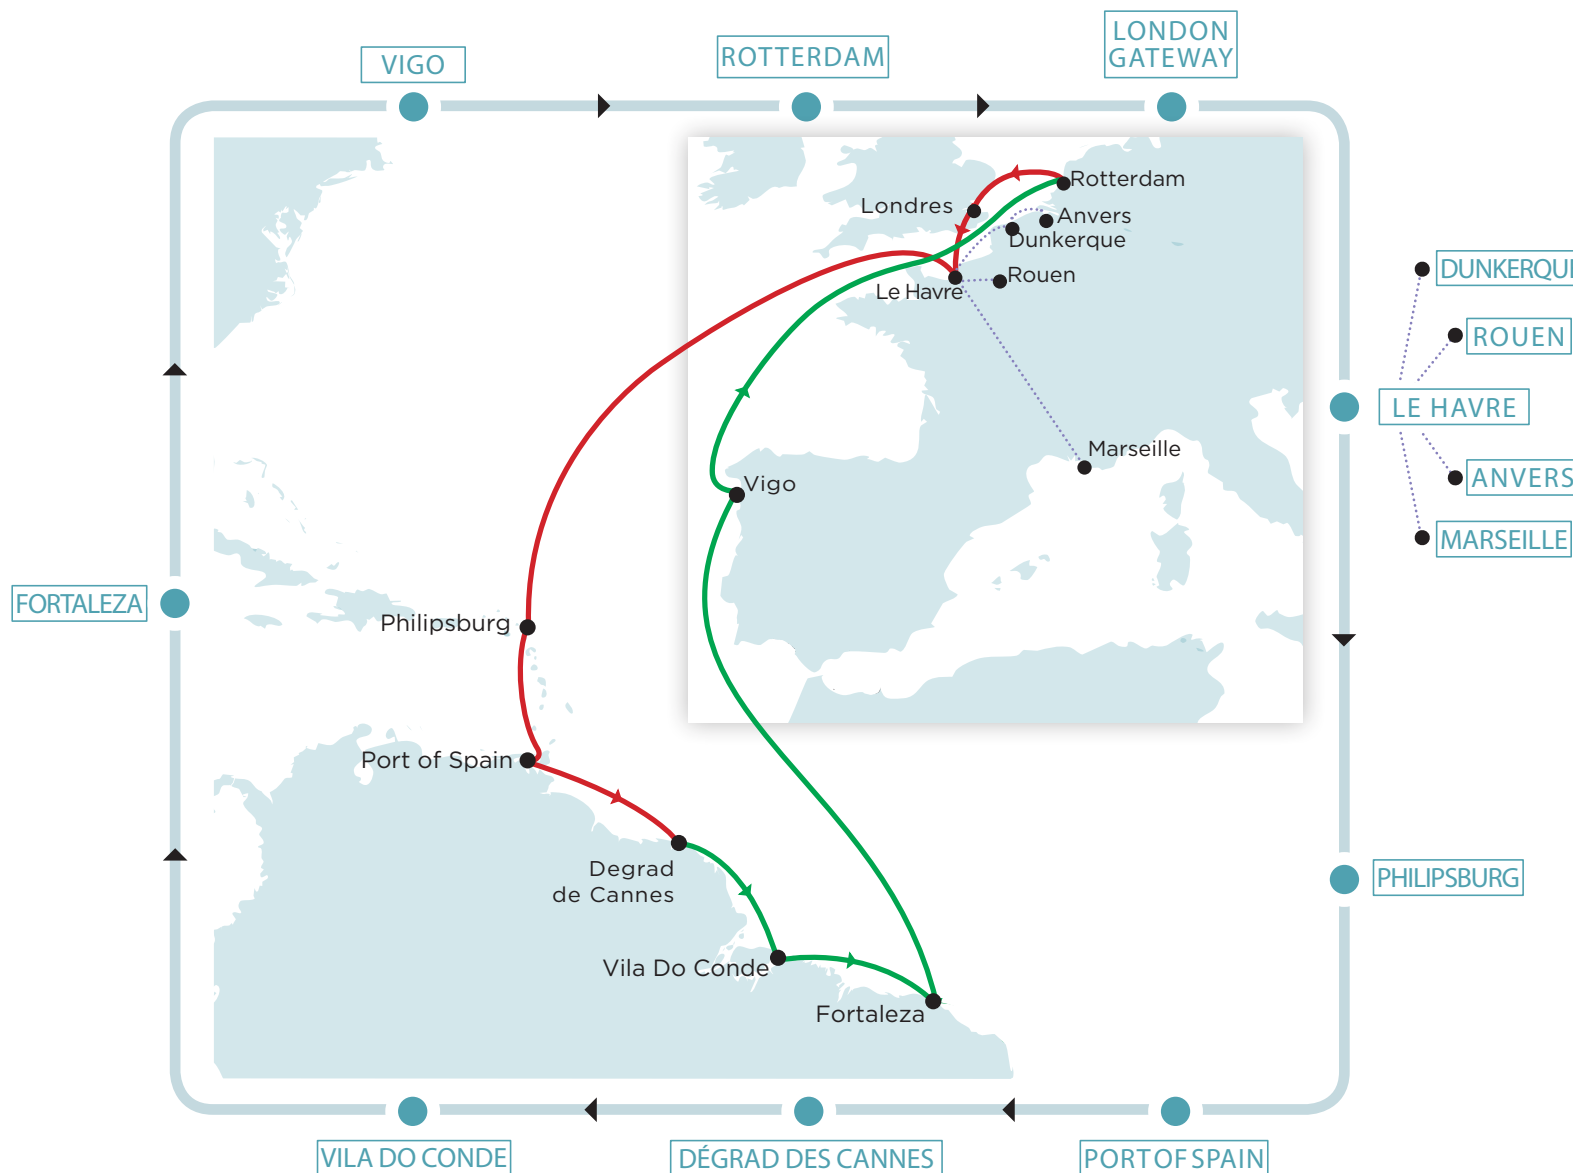 LONDON
GATEWAY
ROTTERDAM
VIGO
Rotterdam
Londres
Anvers
Dunkerque
Rouen
Le Havre
DUNKERQUE
ROUEN
LE HAVRE
Marseille
ANVERS
Vigo
MARSEILLE
FORTALEZA
Philipsburg
Port of Spain
Degrad
de Cannes
PHILIPSBURG
Vila Do Conde
Fortaleza
VILA DO CONDE
DÉGRAD DES CANNES
PORT OF SPAIN